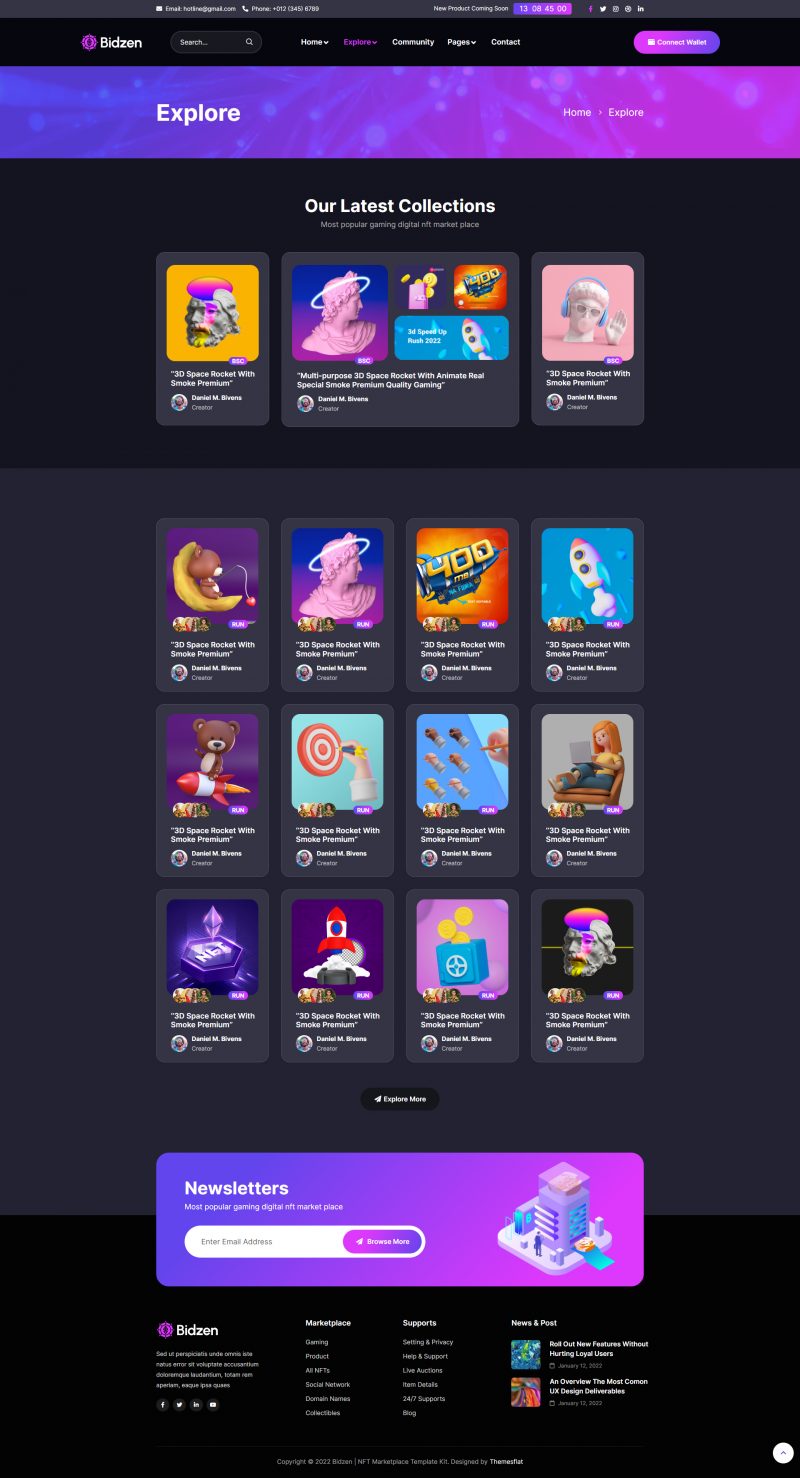 Email: hotline@gmail.com Phone: +012 (345) 6789
New Product Coming Soon 13 08 45 00
Bidzen
Search...
Home Explore Community Pages Contact
Connect Wallet
Explore
Home > Explore
Our Latest Collections
Most popular gaming digital nft market place
BSC
"3D Space Rocket With
Smoke Premium"
Daniel M. Bivens
Creator
400
3d Speed Up
Rush 2022
BSC
"Multi-purpose 3D Space Rocket With Animate Real
Special Smoke Premium Quality Gaming"
Daniel M. Bivens
Creator
BSC
"3D Space Rocket With
Smoke Premium"
Daniel M. Bivens
Creator
RUN
"3D Space Rocket With
Smoke Premium"
Daniel M. Bivens
Creator
RUN
"3D Space Rocket With
Smoke Premium"
Daniel M. Bivens
Creator
400
MB
NA FURIA
RUN
"3D Space Rocket With
Smoke Premium"
Daniel M. Bivens
Creator
RUN
"3D Space Rocket With
Smoke Premium"
Daniel M. Bivens
Creator
RUN
"3D Space Rocket With
Smoke Premium"
Daniel M. Bivens
Creator
RUN
"3D Space Rocket With
Smoke Premium"
Daniel M. Bivens
Creator
RUN
"3D Space Rocket With
Smoke Premium"
Daniel M. Bivens
Creator
RUN
"3D Space Rocket With
Smoke Premium"
Daniel M. Bivens
Creator
NFT
RUN
"3D Space Rocket With
Smoke Premium"
Daniel M. Bivens
Creator
RUN
"3D Space Rocket With
Smoke Premium"
Daniel M. Bivens
Creator
RUN
"3D Space Rocket With
Smoke Premium"
Daniel M. Bivens
Creator
RUN
"3D Space Rocket With
Smoke Premium"
Daniel M. Bivens
Creator
Explore More
Newsletters
Most popular gaming digital nft market place
Enter Email Address
Browse More
Bidzen
Sed ut perspiciatis unde omnis iste
natus error sit voluptate accusantium
doloremque laudantium, totam rem
aperiam, eaque ipsa quaes
Marketplace
Gaming
Product
All NFTs
Social Network
Domain Names
Collectibles
Supports
Setting & Privacy
Help & Support
Live Auctions
Item Details
24/7 Supports
Blog
News & Post
Roll Out New Features Without
Hurting Loyal Users
January 12, 2022
An Overview The Most Comon
UX Design Deliverables
January 12, 2022
Copyright © 2022 Bidzen | NFT Marketplace Template Kit. Designed by Themesflat